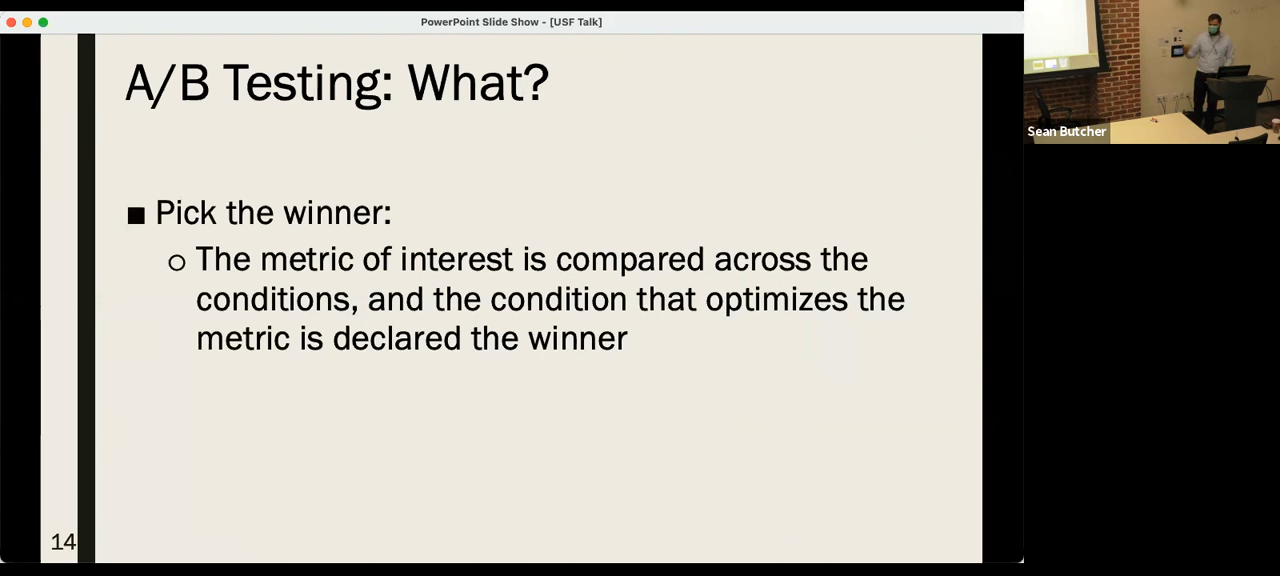 PowerPoint Slide Show - [USF Talk]
A/B Testing: What?
■ Pick the winner:
○ The metric of interest is compared across the
conditions, and the condition that optimizes the
metric is declared the winner
14
Sean Butcher